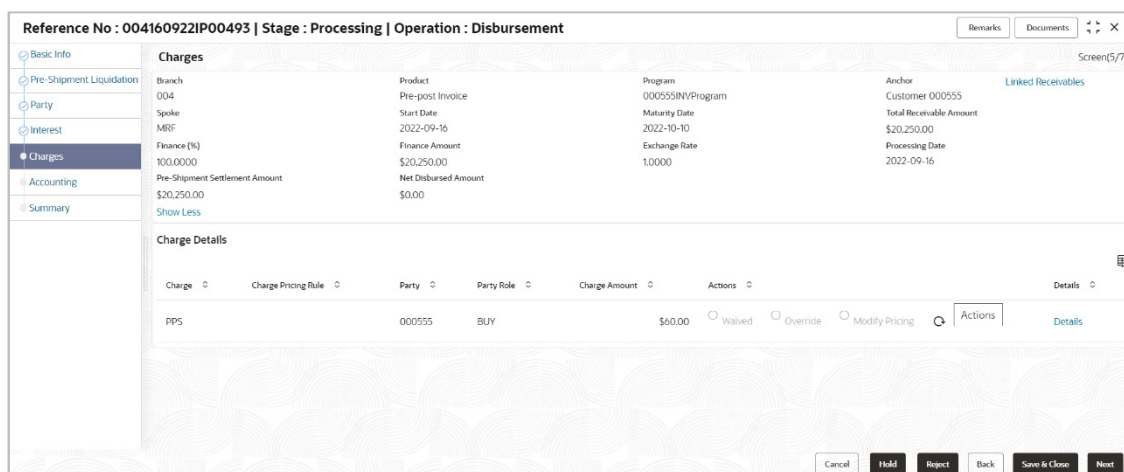 Reference No : 004160922IP00493 | Stage : Processing | Operation : Disbursement
Remarks
Documents
Basic Info
Pre-Shipment Liquidation
Party
Interest
Charges
Accounting
Summary
Charges
Screen(5/7
Branch
Product
Program
Anchor
Linked Receivables
004
Pre-post Invoice
000555INVProgram
Customer 000555
Spoke
Start Date
Maturity Date
Total Receivable Amount
MRF
2022-09-16
2022-10-10
$20,250.00
Finance (%)
Finance Amount
Exchange Rate
Processing Date
100.0000
$20,250.00
1.0000
2022-09-16
Pre-Shipment Settlement Amount
Net Disbursed Amount
$20,250.00
$0.00
Show Less
Charge Details
Charge
Charge Pricing Rule
Party
Party Role
Charge Amount
Actions
Details
PPS
000555
BUY
$60.00
Waived
Override
Modify Pricing
Actions
Details
Cancel
Hold
Reject
Back
Save & Close
Next